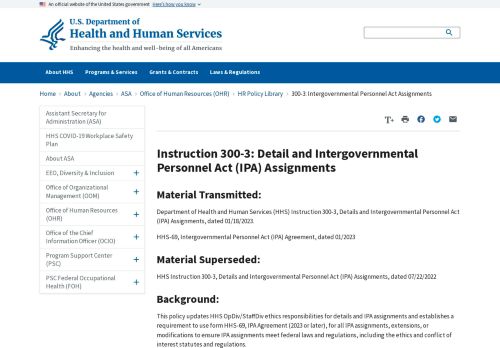 An official website of the United States government Here's how you know
U.S. Department of
Health and Human Services
Enhancing the health and well-being of all Americans
About HHS Programs & Services Grants & Contracts Laws & Regulations
Home › About › Agencies › ASA › Office of Human Resources (OHR) › HR Policy Library › 300-3: Intergovernmental Personnel Act Assignments
Assistant Secretary for
Administration (ASA)
HHS COVID-19 Workplace Safety
Plan
About ASA
EEO, Diversity & Inclusion +
Office of Organizational
Management (OOM) +
Office of Human Resources
(OHR) +
Office of the Chief
Information Officer (OCIO) +
Program Support Center
(PSC) +
PSC Federal Occupational
Health (FOH) +
T+
Instruction 300-3: Detail and Intergovernmental
Personnel Act (IPA) Assignments
Material Transmitted:
Department of Health and Human Services (HHS) Instruction 300-3, Details and Intergovernmental Personnel Act
(IPA) Assignments, dated 01/18/2023.
HHS-69, Intergovernmental Personnel Act (IPA) Agreement, dated 01/2023
Material Superseded:
HHS Instruction 300-3, Details and Intergovernmental Personnel Act (IPA) Assignments, dated 07/22/2022
Background:
This policy updates HHS OpDiv/StaffDiv ethics responsibilities for details and IPA assignments and establishes a
requirement to use form HHS-69, IPA Agreement (2023 or later), for all IPA assignments, extensions, or
modifications to ensure IPA assignments meet federal laws and regulations, including the ethics and conflict of
interest statutes and regulations.